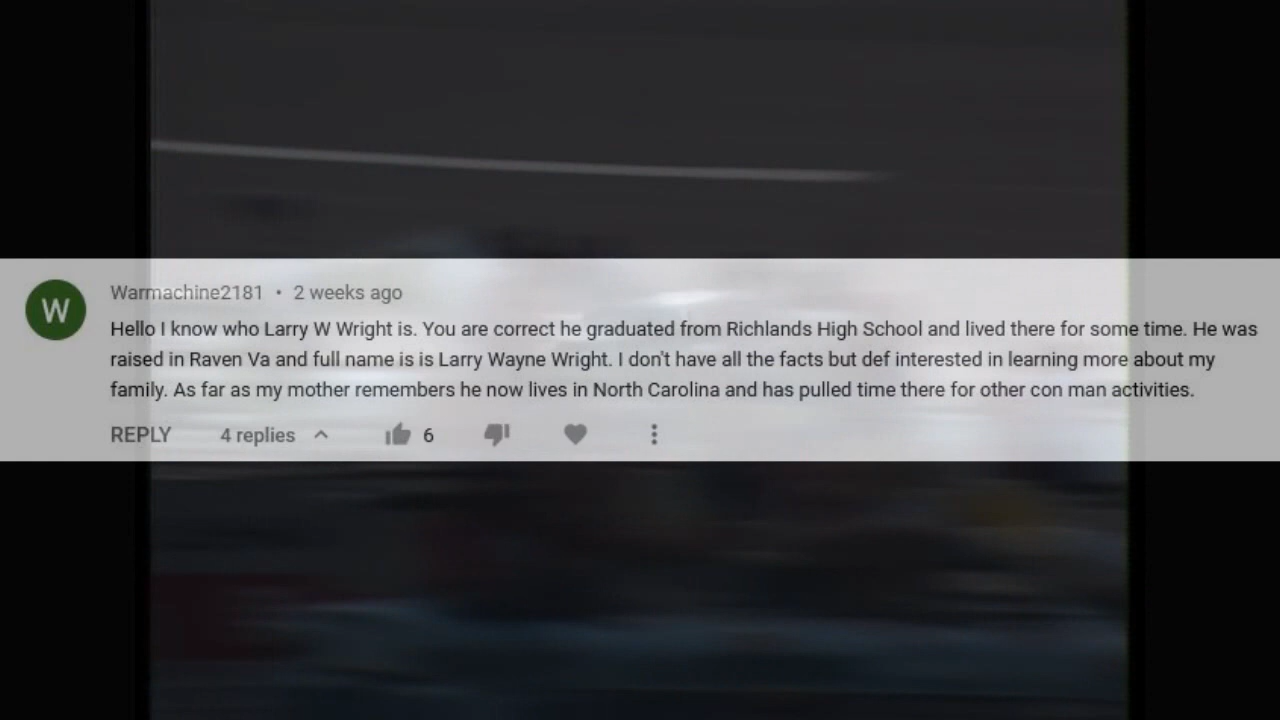 W
Warmachine2181 • 2 weeks ago
Hello I know who Larry W Wright is. You are correct he graduated from Richlands High School and lived there for some time. He was
raised in Raven Va and full name is is Larry Wayne Wright. I don't have all the facts but def interested in learning more about my
family. As far as my mother remembers he now lives in North Carolina and has pulled time there for other con man activities.
REPLY 4 replies 6